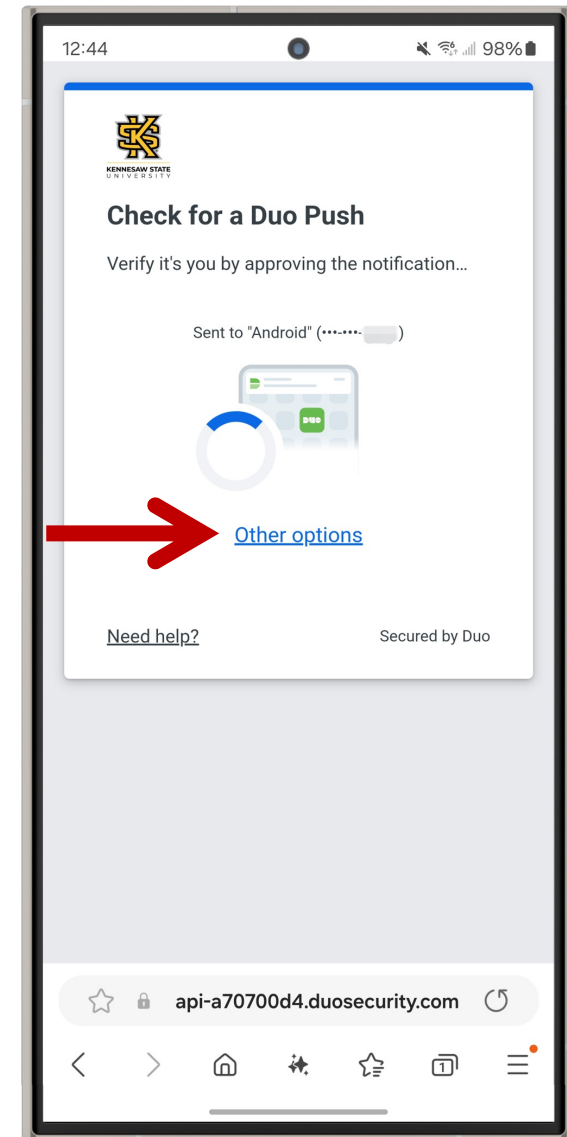 12:44
98%
KS
KENNESAW STATE
UNIVERSITY
Check for a Duo Push
Verify it's you by approving the notification...
Sent to "Android" (•••-•••- )
DUO
Other options
Need help?
Secured by Duo
api-a70700d4.duosecurity.com
1